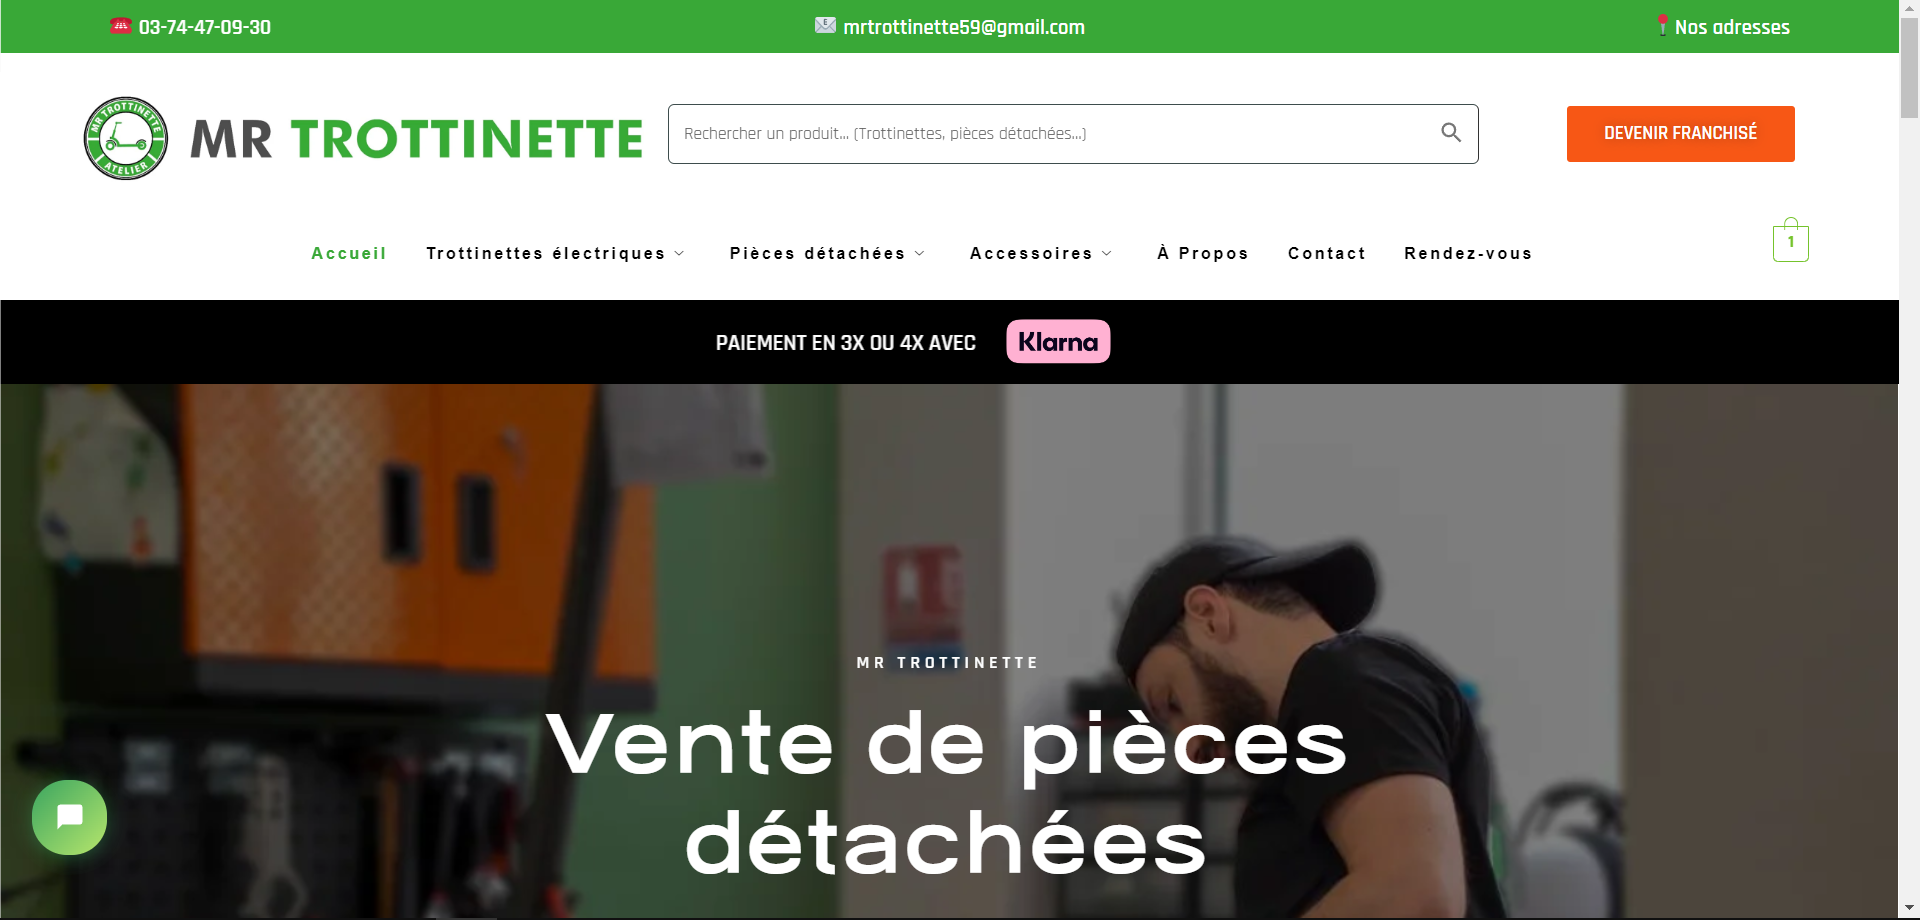 03-74-47-09-30
mrtrottinette59@gmail.com
Nos adresses
MR TROTTINETTE
ATELIER
MR TROTTINETTE
Rechercher un produit... (Trottinettes, pièces détachées...)
DEVENIR FRANCHISÉ
Accueil
Trottinettes électriques
Pièces détachées
Accessoires
À Propos
Contact
Rendez-vous
1
PAIEMENT EN 3X OU 4X AVEC
Klarna
MR TROTTINETTE
Vente de pièces
détachées